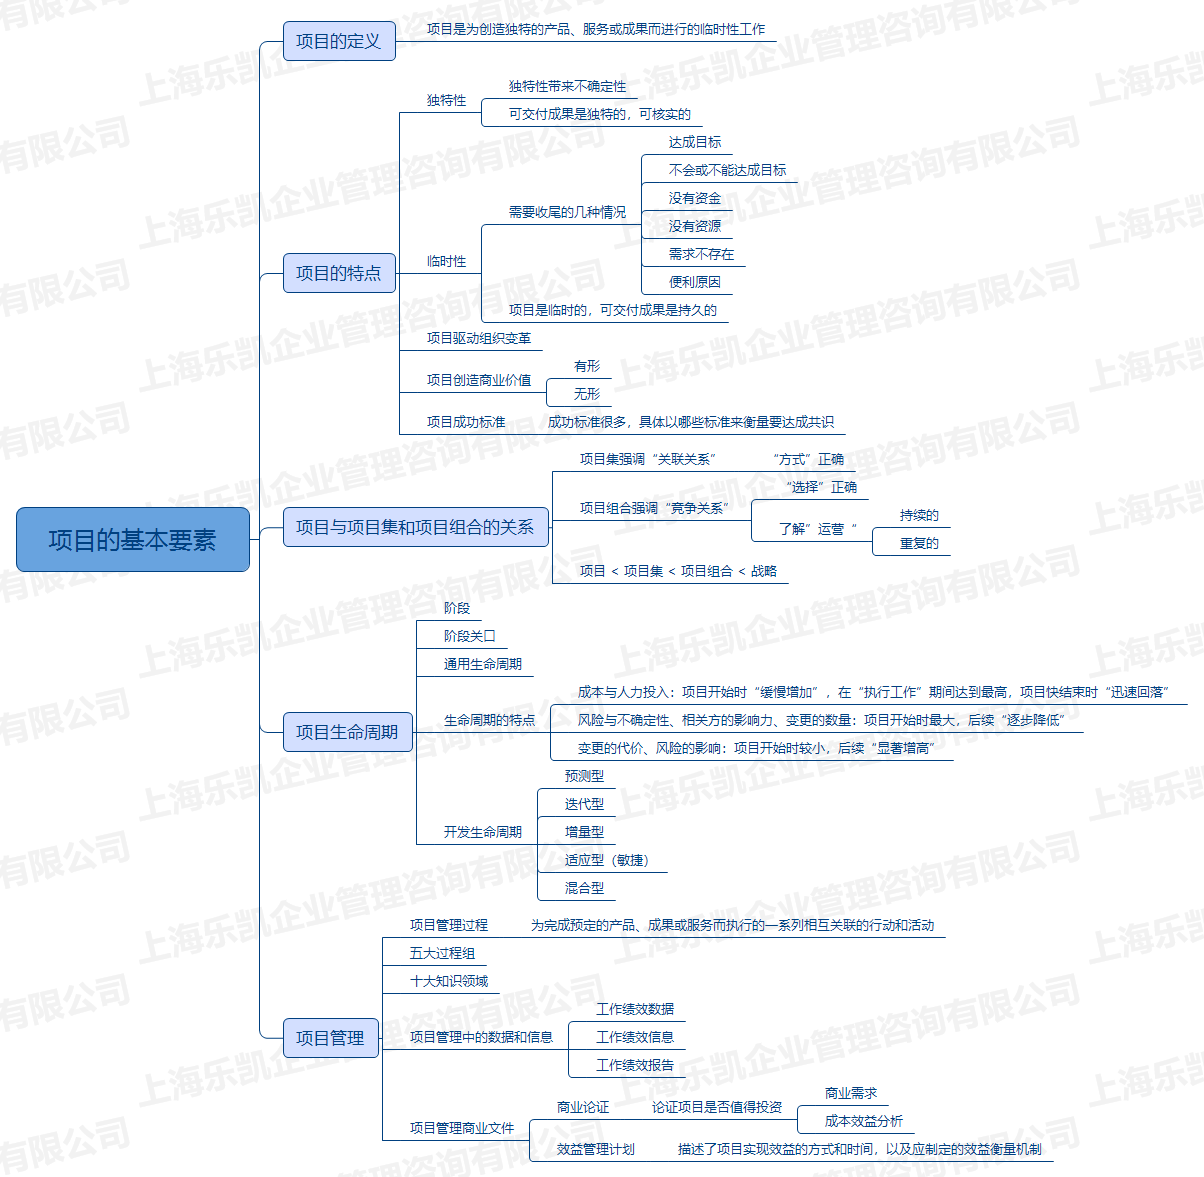 项目的基本要素
项目的定义
项目是为创造独特的产品、服务或成果而进行的临时性工作
项目的特点
独特性
独特性带来不确定性
可交付成果是独特的，可核实的
临时性
需要收尾的几种情况
达成目标
不会或不能达成目标
没有资金
没有资源
需求不存在
便利原因
项目是临时的，可交付成果是持久的
项目驱动组织变革
项目创造商业价值
有形
无形
项目成功标准
成功标准很多，具体以哪些标准来衡量要达成共识
项目与项目集和项目组合的关系
项目集强调“关联关系”
“方式”正确
项目组合强调“竞争关系”
“选择”正确
了解”运营“
持续的
重复的
项目 < 项目集 < 项目组合 < 战略
项目生命周期
阶段
阶段关口
通用生命周期
生命周期的特点
成本与人力投入：项目开始时“缓慢增加”，在“执行工作”期间达到最高，项目快结束时“迅速回落”
风险与不确定性、相关方的影响力、变更的数量：项目开始时最大，后续“逐步降低”
变更的代价、风险的影响：项目开始时较小，后续“显著增高”
开发生命周期
预测型
迭代型
增量型
适应型（敏捷）
混合型
项目管理
项目管理过程
为完成预定的产品、成果或服务而执行的一系列相互关联的行动和活动
五大过程组
十大知识领域
项目管理中的数据和信息
工作绩效数据
工作绩效信息
工作绩效报告
项目管理商业文件
商业论证
论证项目是否值得投资
商业需求
成本效益分析
效益管理计划
描述了项目实现效益的方式和时间，以及应制定的效益衡量机制
上海乐凯企业管理咨询有限公司